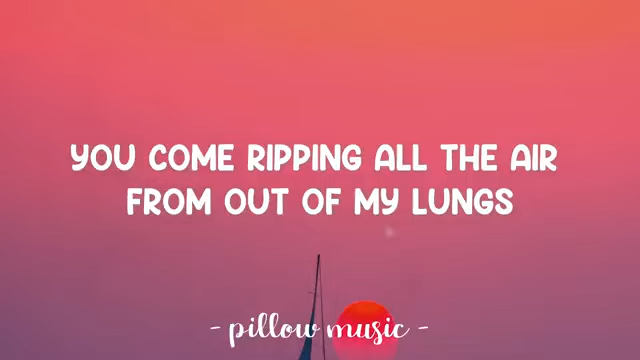 YOU COME RIPPING ALL THE AIR
FROM OUT OF MY LUNGS
- pillow music -